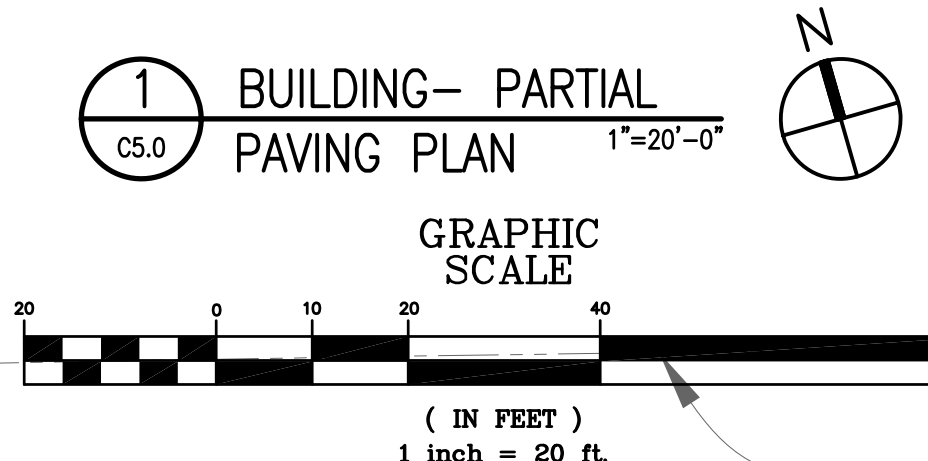 N
1 BUILDING- PARTIAL
C5.0 PAVING PLAN 1"=20'-0"
GRAPHIC
SCALE
20 0 10 20 40
( IN FEET )
1 inch = 20 ft.